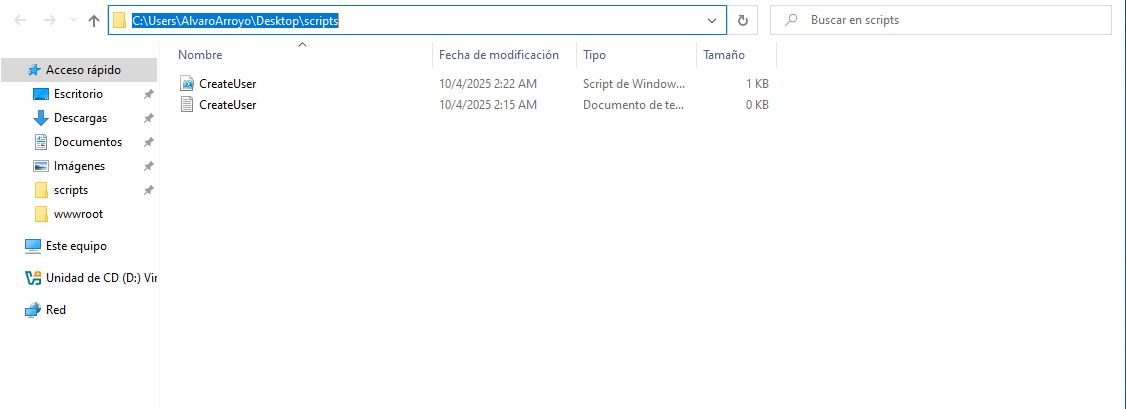 C:\Users\AlvaroArroyo\Desktop\scripts
Buscar en scripts
Nombre Fecha de modificación Tipo Tamaño
Acceso rápido
Escritorio
Descargas
Documentos
Imágenes
scripts
wwwroot
Este equipo
Unidad de CD (D:) Vir
Red
CreateUser 10/4/2025 2:22 AM Script de Window... 1 KB
CreateUser 10/4/2025 2:15 AM Documento de te... 0 KB